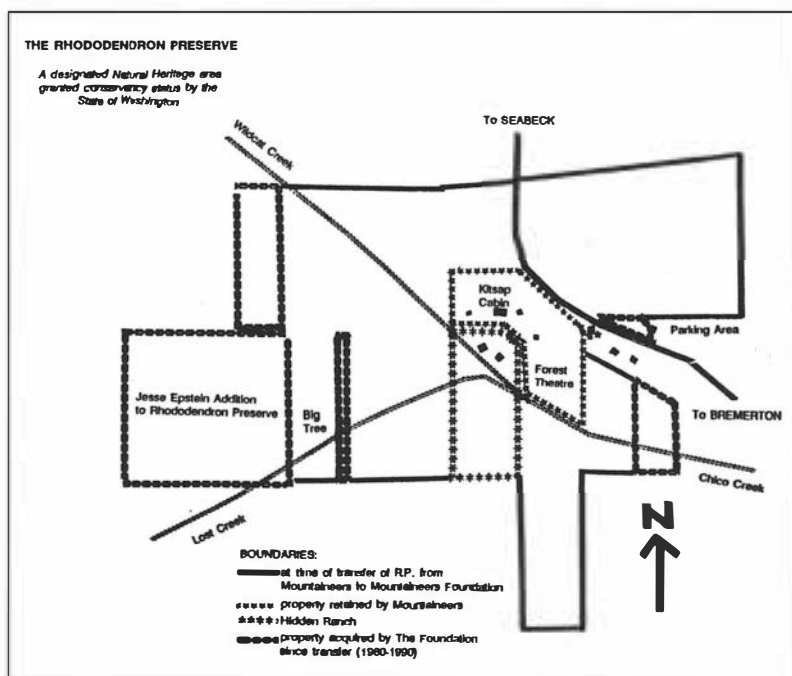 THE RHODODENDRON PRESERVE
A designated Natural Heritage area
granted conservancy status by the
State of Washington
Wildcat Creek
To SEABECK
Kitsap
Cabin
Parking Area
Forest
Theatre
Jesse Epstein Addition
to Rhododendron Preserve
Big
Tree
To BREMERTON
Chico Creek
Lost Creek
N
BOUNDARIES:
at time of transfer of R.P. from
Mountaineers to Mountaineers Foundation
property retained by Mountaineers
Hidden Ranch
property acquired by The Foundation
since transfer (1980-1990)